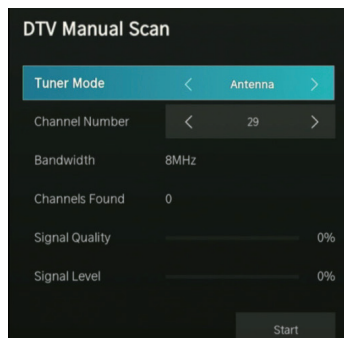 DTV Manual Scan
Tuner Mode < Antenna >
Channel Number < 29 >
Bandwidth 8MHz
Channels Found 0
Signal Quality 0%
Signal Level 0%
Start